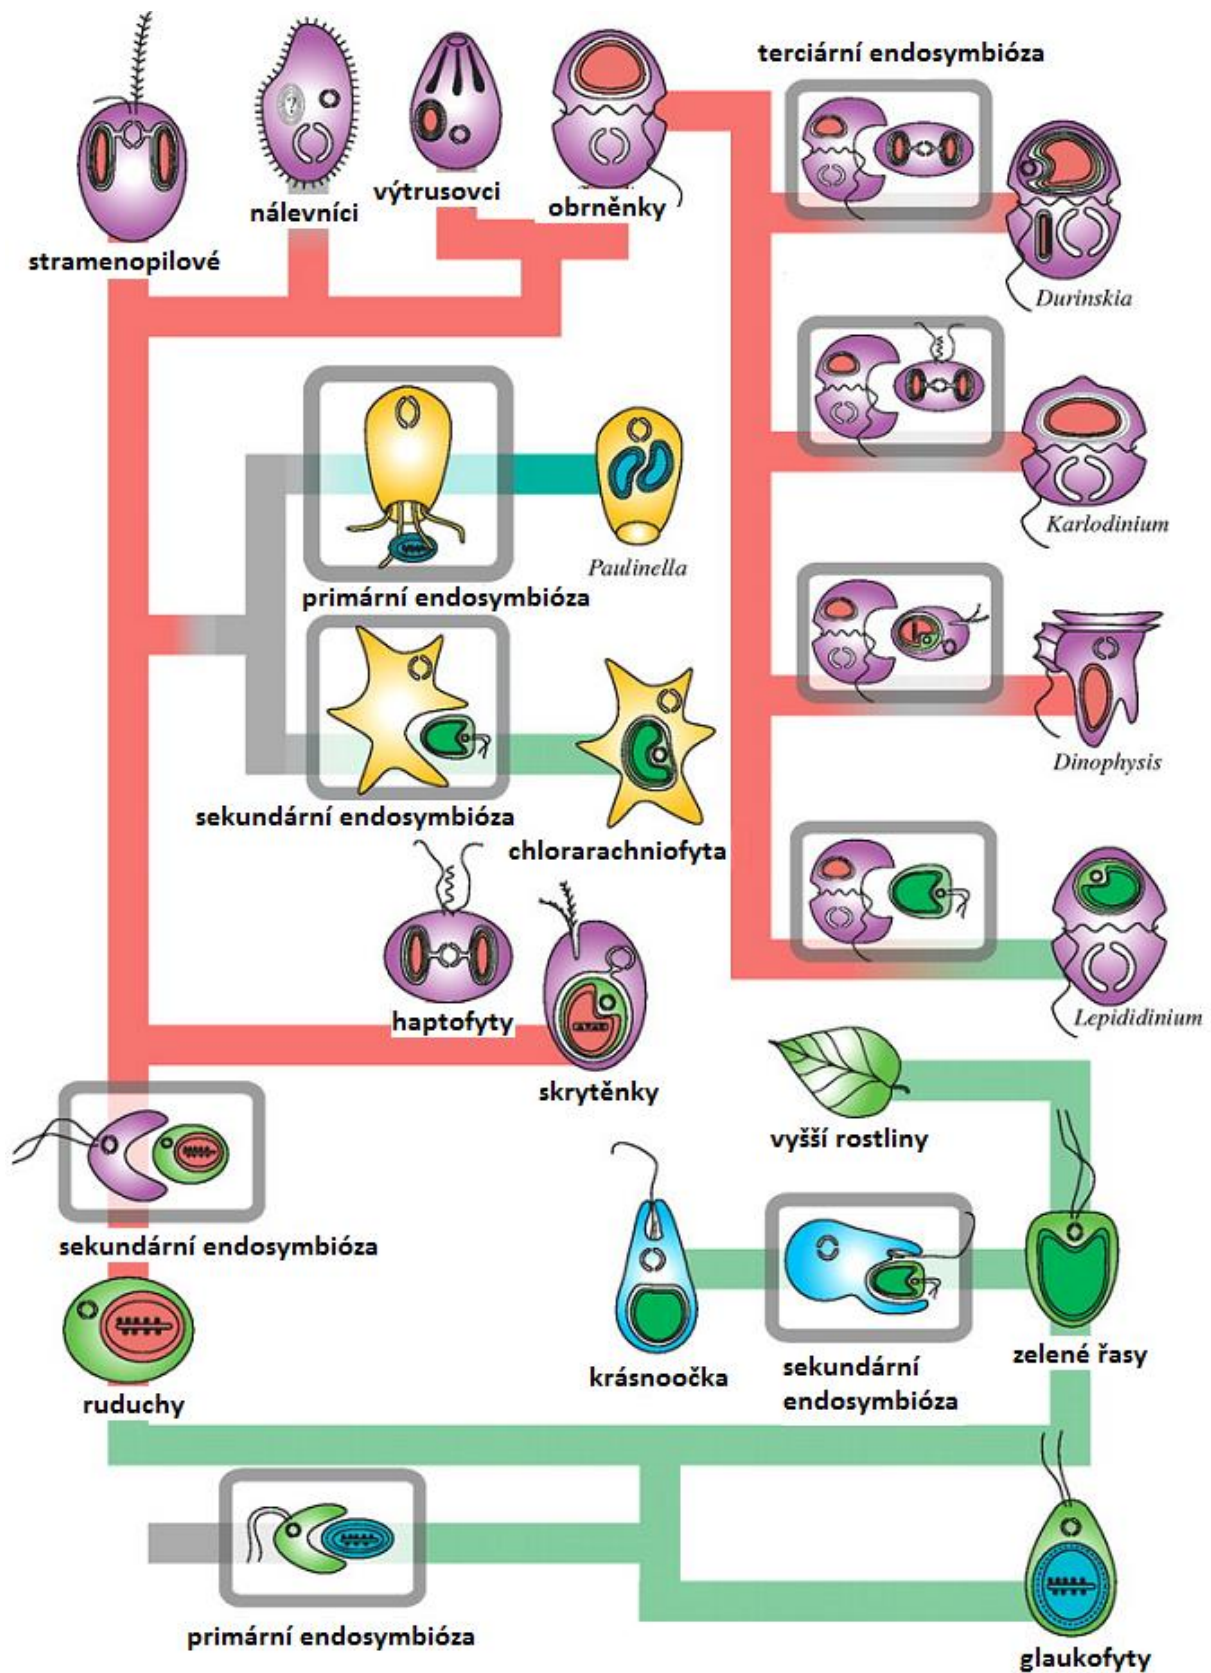 terciární endosymbióza
výtrusovci
nálevníci
obrněnky
stramenopilové
Durinskia
Karlodinium
Paulinella
primární endosymbióza
Dinophysis
sekundární endosymbióza
chlorarachniofyta
haptofyty
Lepididinium
skrytěnky
vyšší rostliny
sekundární endosymbióza
zelené řasy
krásnoočka
sekundární
endosymbióza
ruduchy
primární endosymbióza
glaukofyty